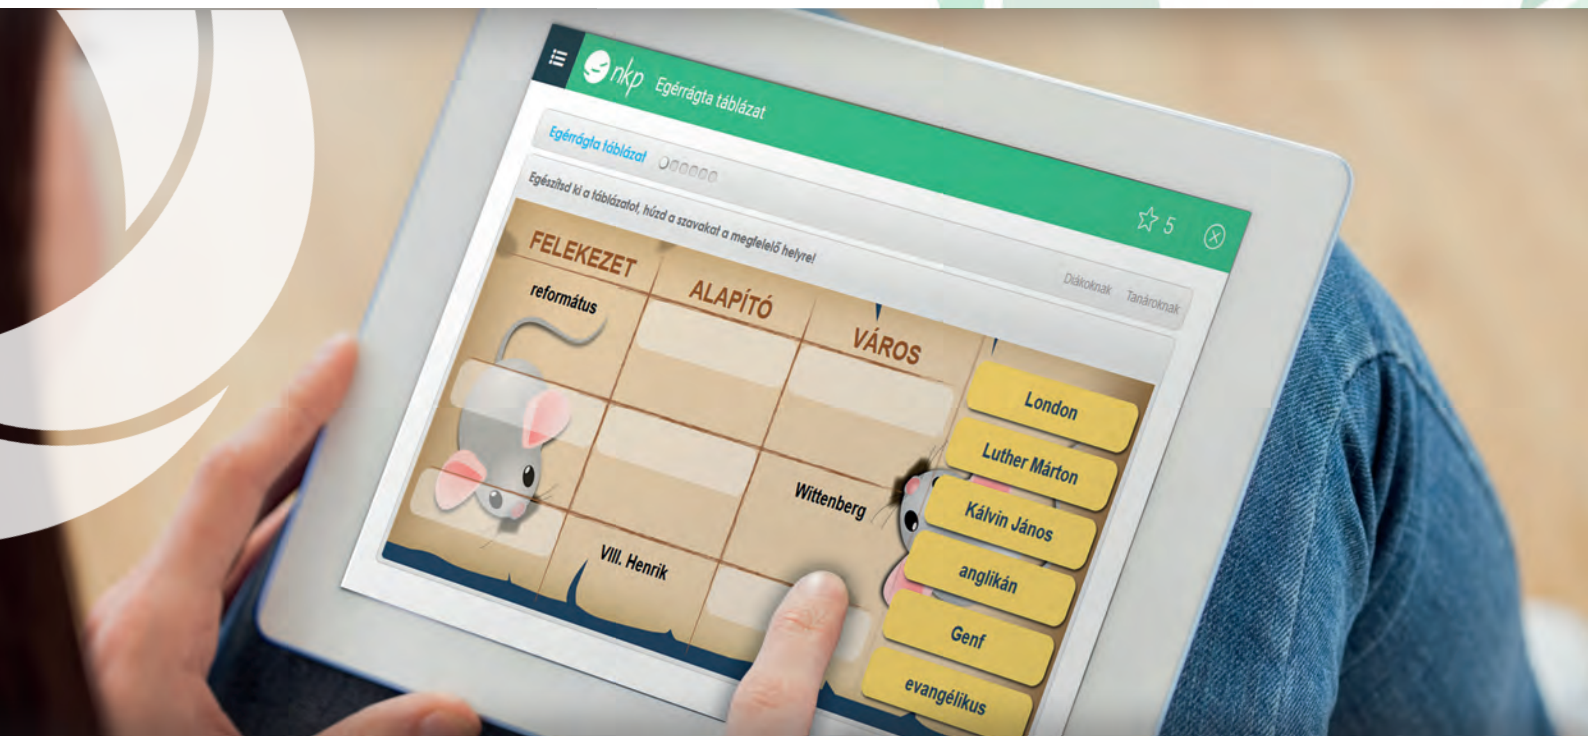 nkp Egérrágta táblázat
5
Egérrágta táblázat
Diákoknak Tanároknak
Egészítsd ki a táblázatot, húzd a szavakat a megfelelő helyre!
FELEKEZET ALAPÍTÓ VÁROS
református
Wittenberg
VIII. Henrik
London
Luther Márton
Kálvin János
anglikán
Genf
evangélikus